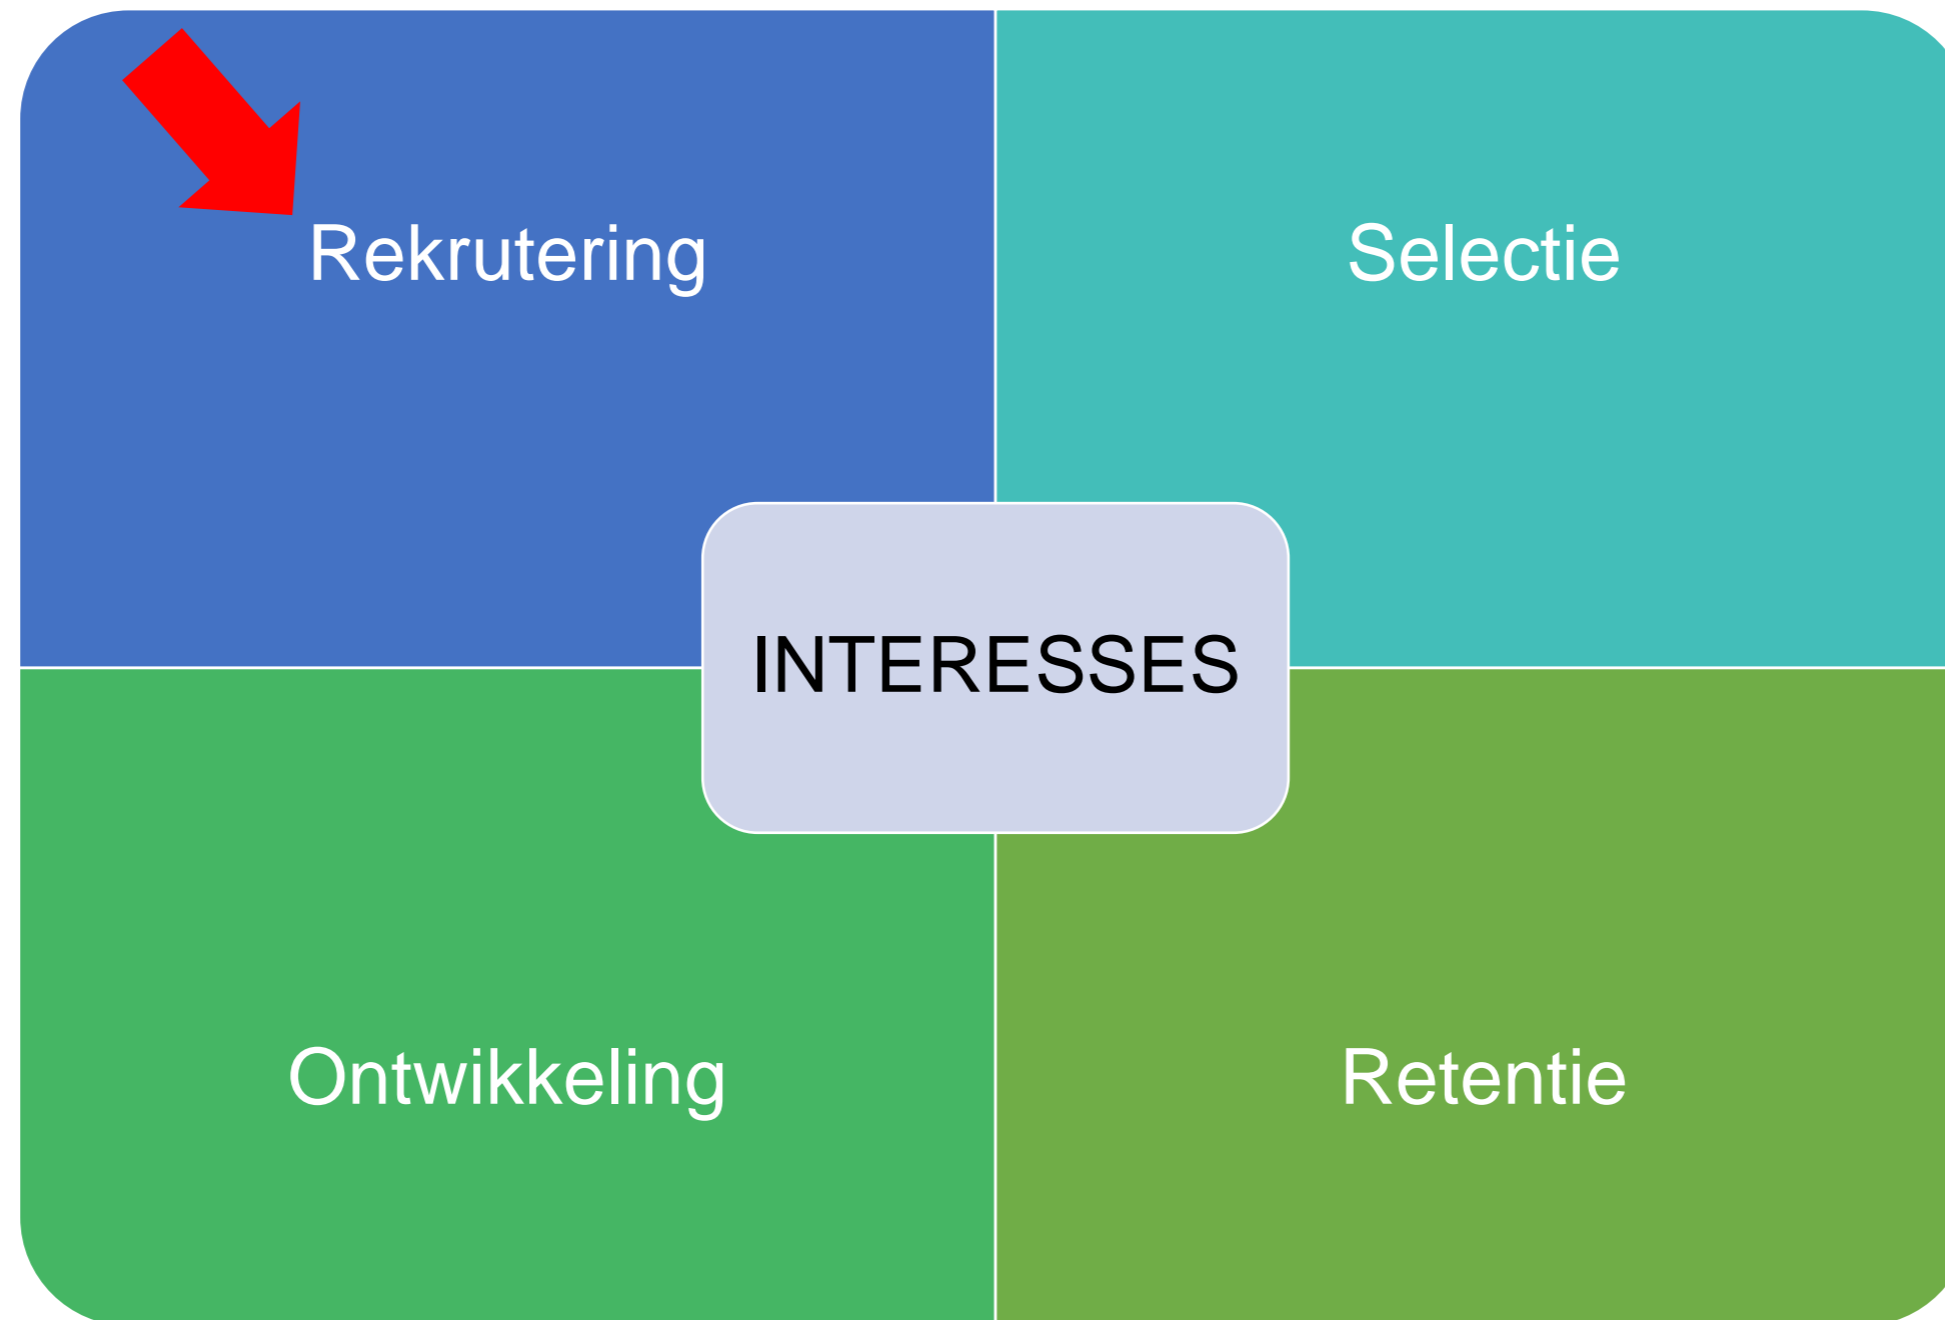 Rekrutering
Selectie
INTERESSES
Ontwikkeling
Retentie